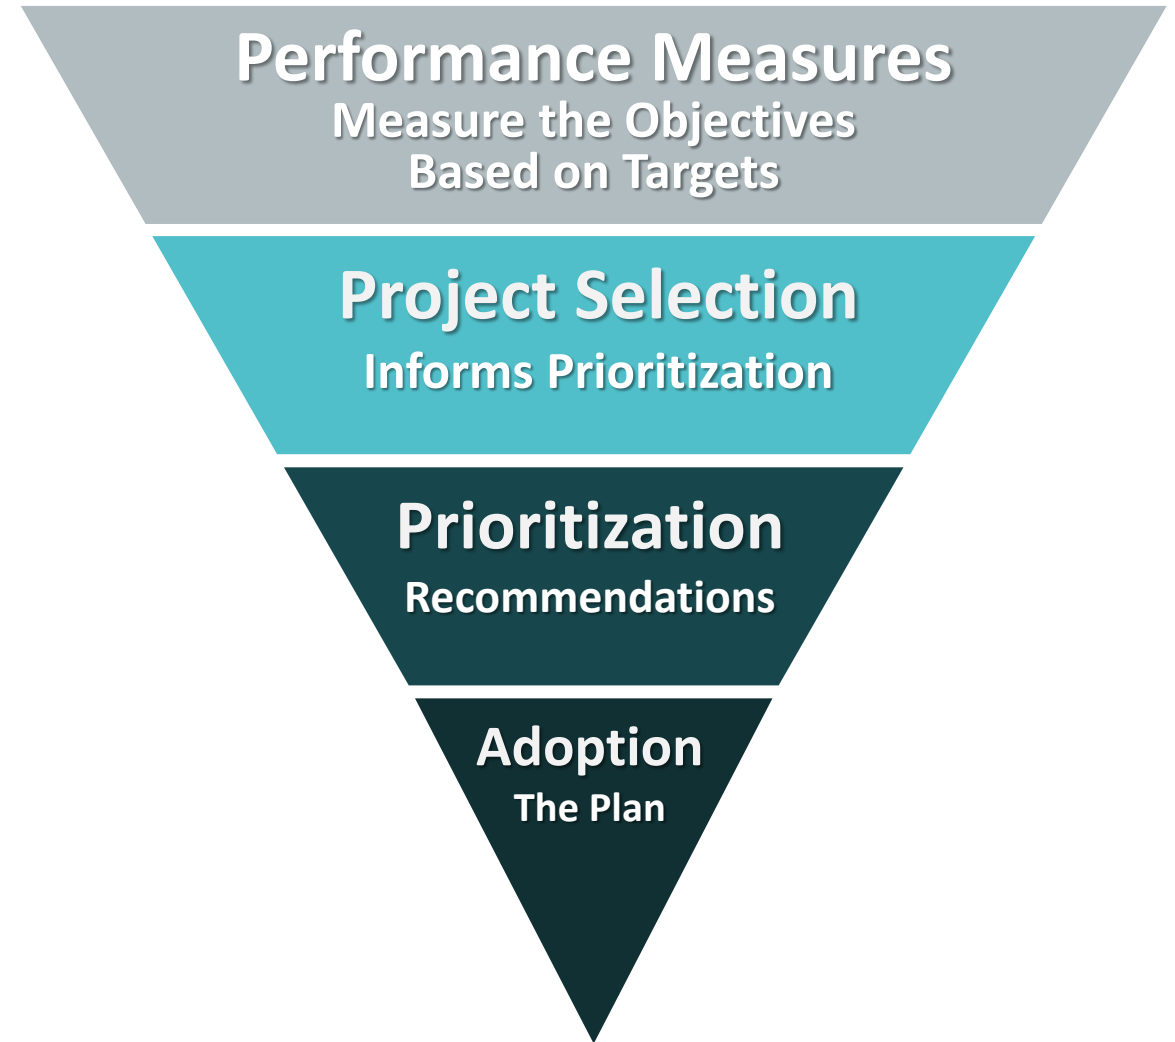 Performance Measures
Measure the Objectives
Based on Targets
Project Selection
Informs Prioritization
Prioritization
Recommendations
Adoption
The Plan